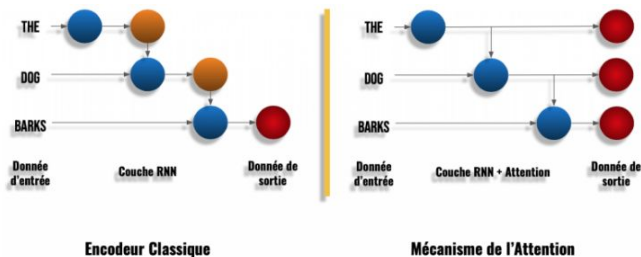 THE
DOG
BARKS
Donnée
d'entrée
Couche RNN
Donnée de
sortie
Encodeur Classique
THE
DOG
BARKS
Donnée
d'entrée
Couche RNN + Attention
Donnée de
sortie
Mécanisme de l'Attention